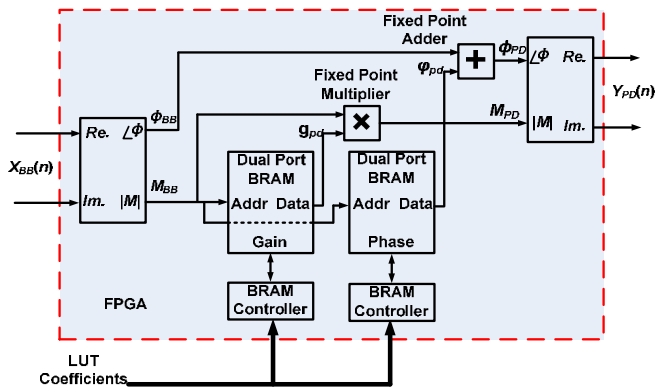 Fixed Point
Adder
ϕPD
∠Φ Re.
φpd
+
Fixed Point
Multiplier
YPD(n)
ϕBB
×
MPD
|M| Im.
Re. ∠Φ
gpd
XBB(n)
Dual Port
BRAM
Dual Port
BRAM
MBB
Im. |M|
Addr Data
Addr Data
Gain
Phase
FPGA
BRAM
Controller
BRAM
Controller
LUT
Coefficients